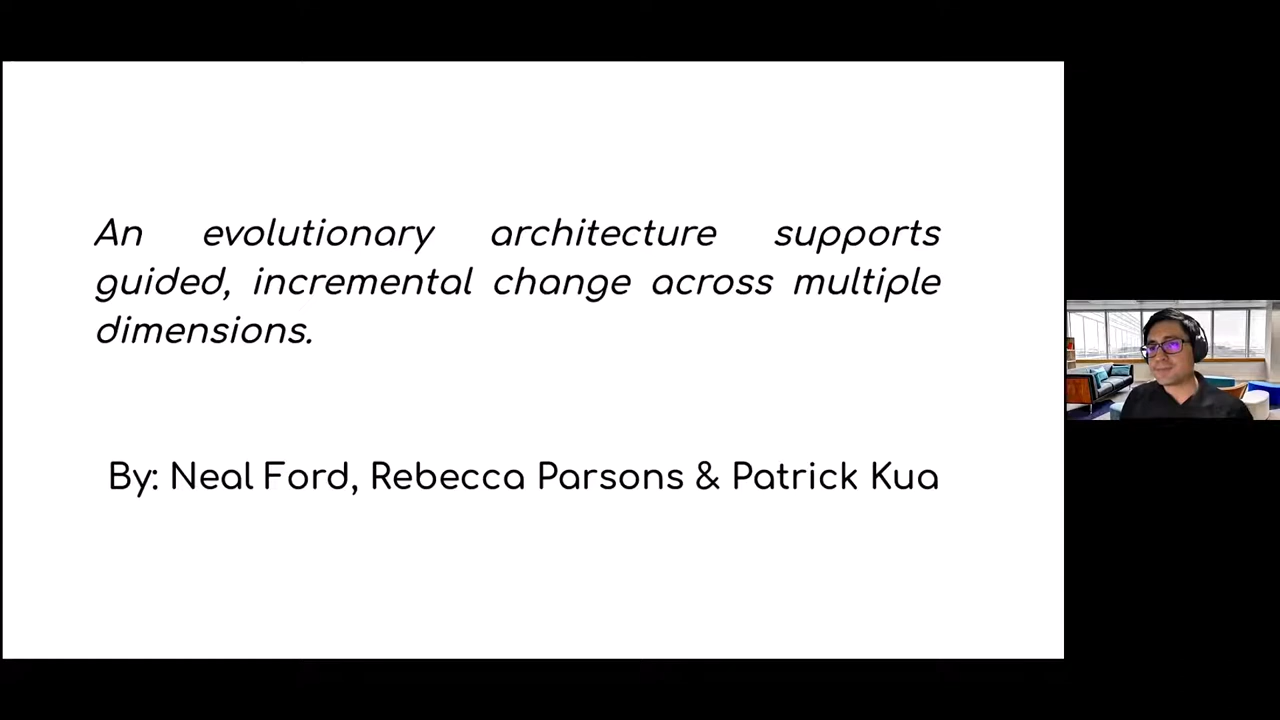 An evolutionary architecture supports
guided, incremental change across multiple
dimensions.
By: Neal Ford, Rebecca Parsons & Patrick Kua